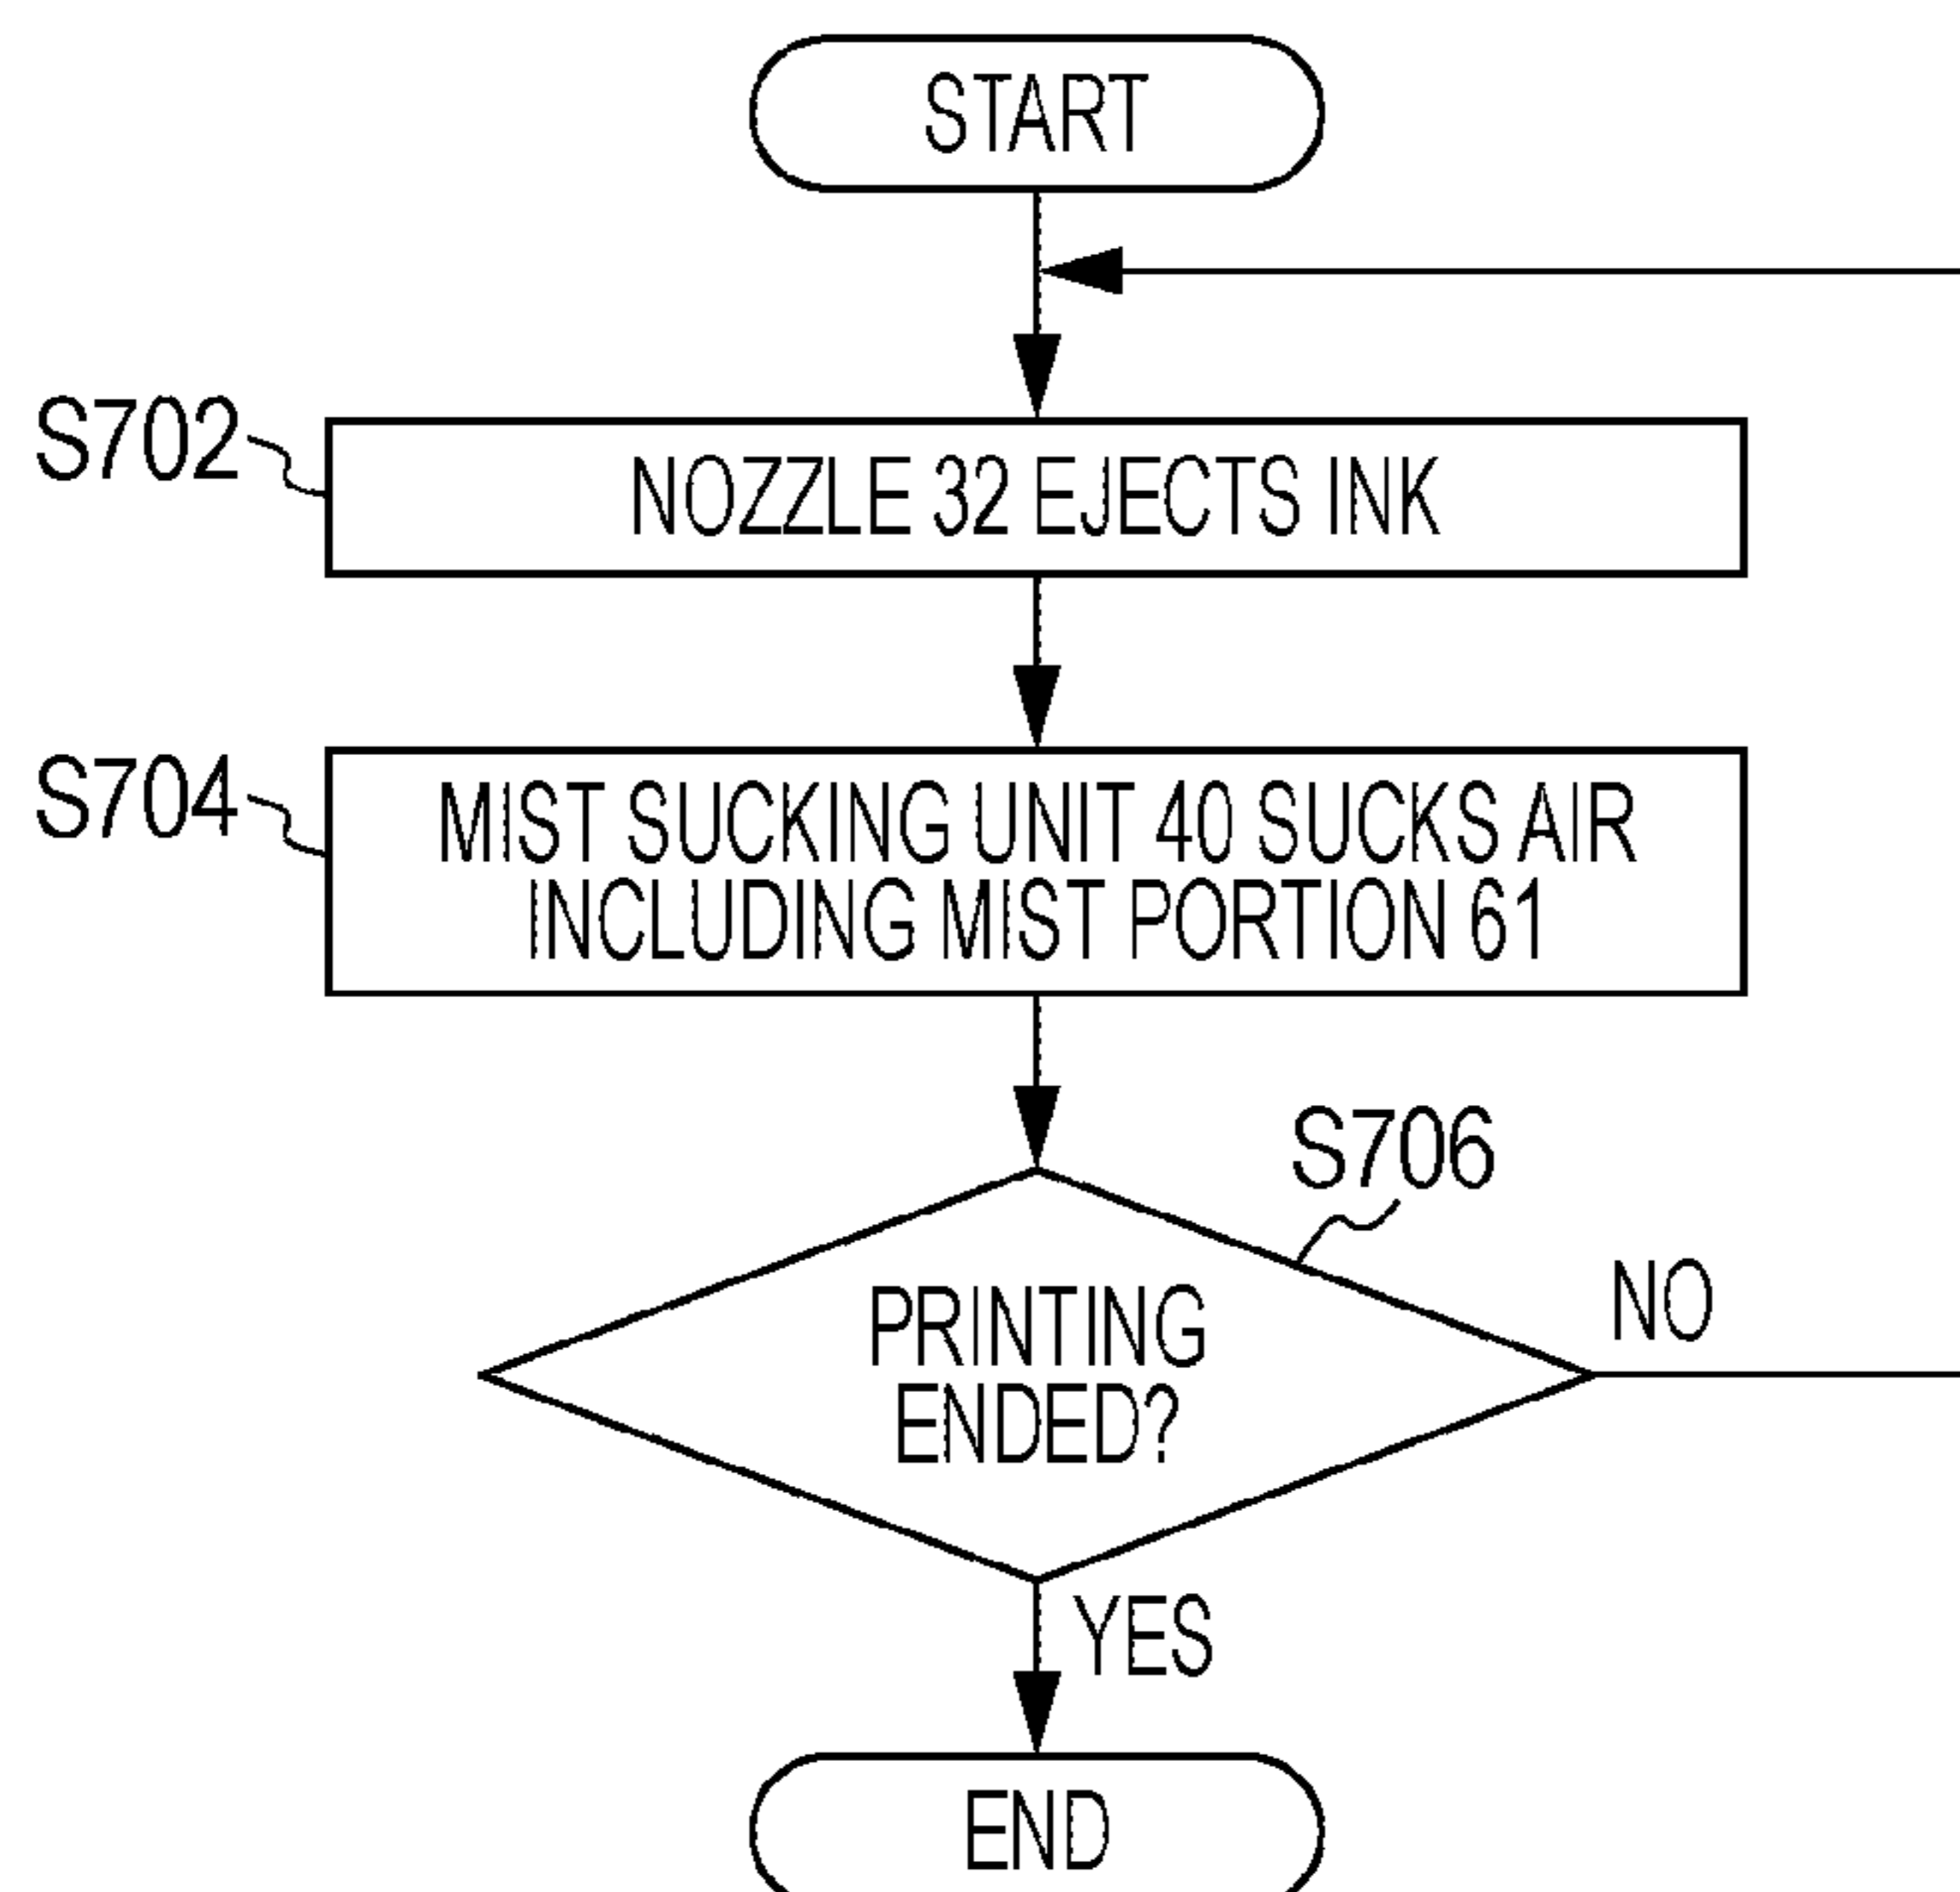 START
S702
NOZZLE 32 EJECTS INK
S704
MIST SUCKING UNIT 40 SUCKS AIR
INCLUDING MIST PORTION 61
S706
PRINTING
ENDED?
NO
YES
END